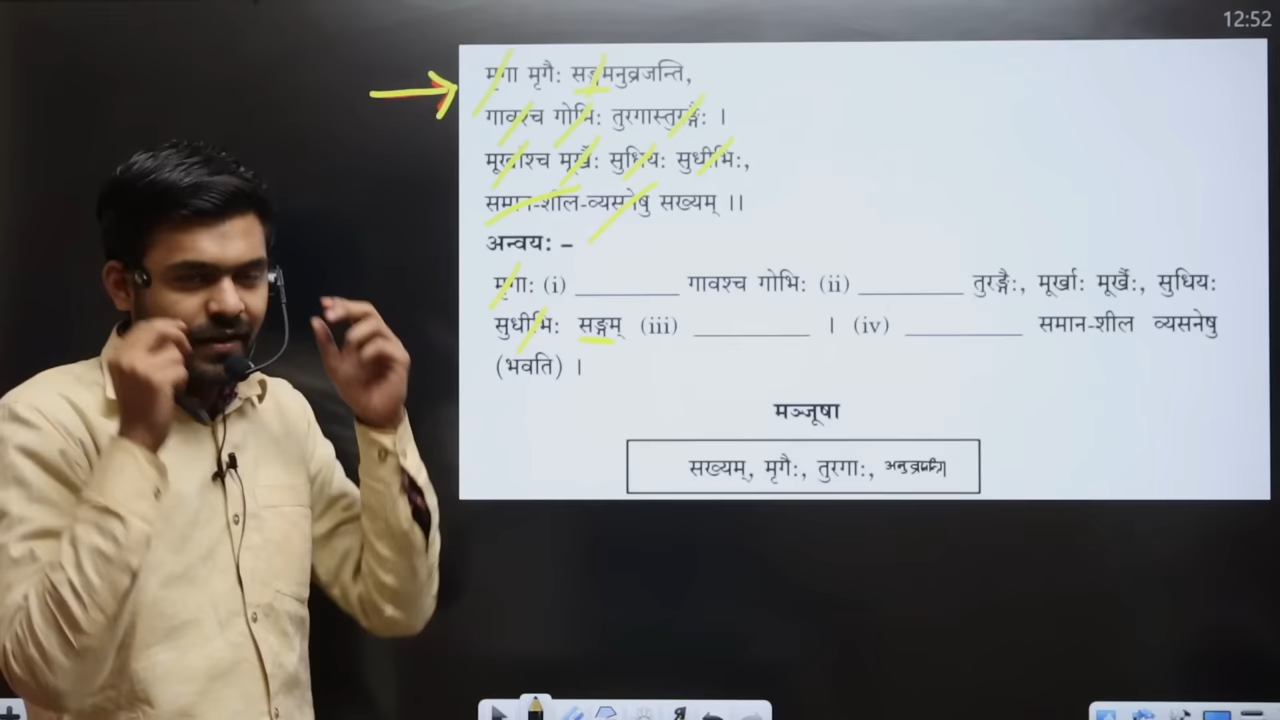 12:52
मृगा मृगैः सङ्गमनुव्रजन्ति,
गावश्च गोभिः तुरगास्तुरङ्गैः ।
मूर्खाश्च मूर्खैः सुधियः सुधीभिः,
समान-शील-व्यसनेषु सख्यम् ।।
अन्वयः –
मृगाः (i) ________ गावश्च गोभिः (ii) ________ तुरङ्गैः, मूर्खाः मूर्खैः, सुधियः
सुधीभिः सङ्गम् (iii) ________ । (iv) ________ समान-शील व्यसनेषु
(भवति) ।
मञ्जूषा
सख्यम्, मृगैः, तुरगाः, अनुव्रजन्ति